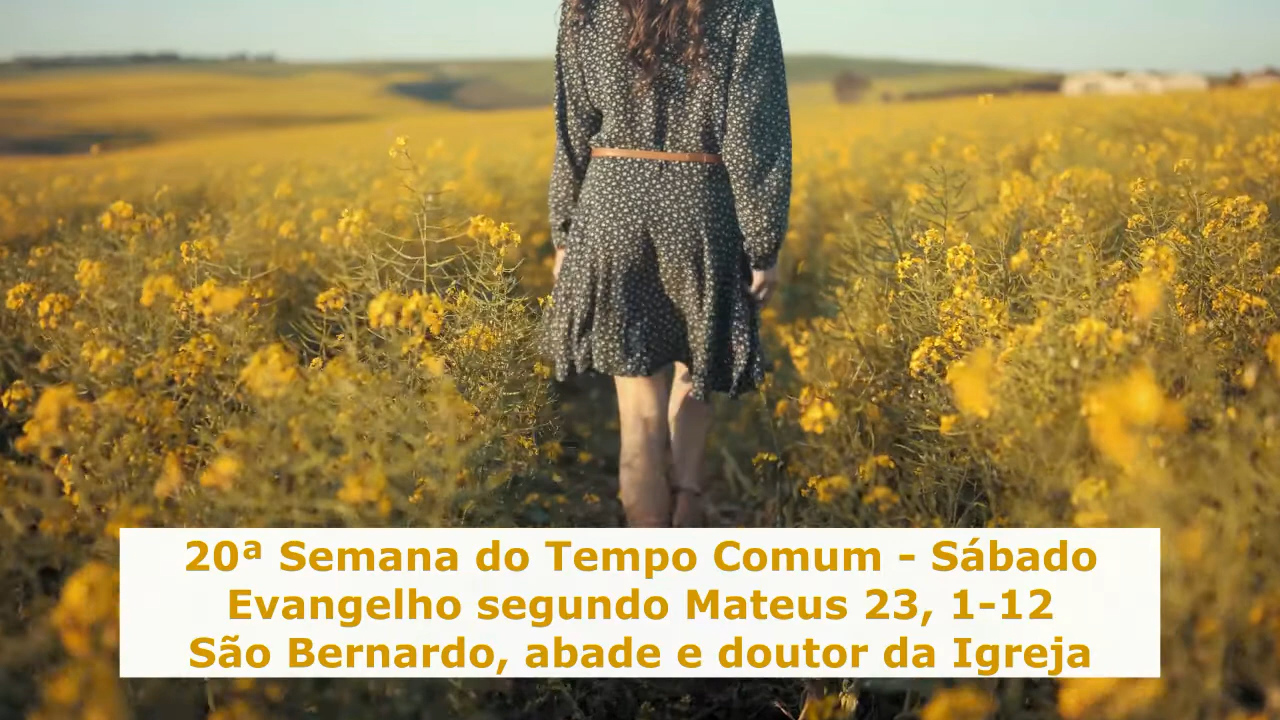 20ª Semana do Tempo Comum - Sábado
Evangelho segundo Mateus 23, 1-12
São Bernardo, abade e doutor da Igreja